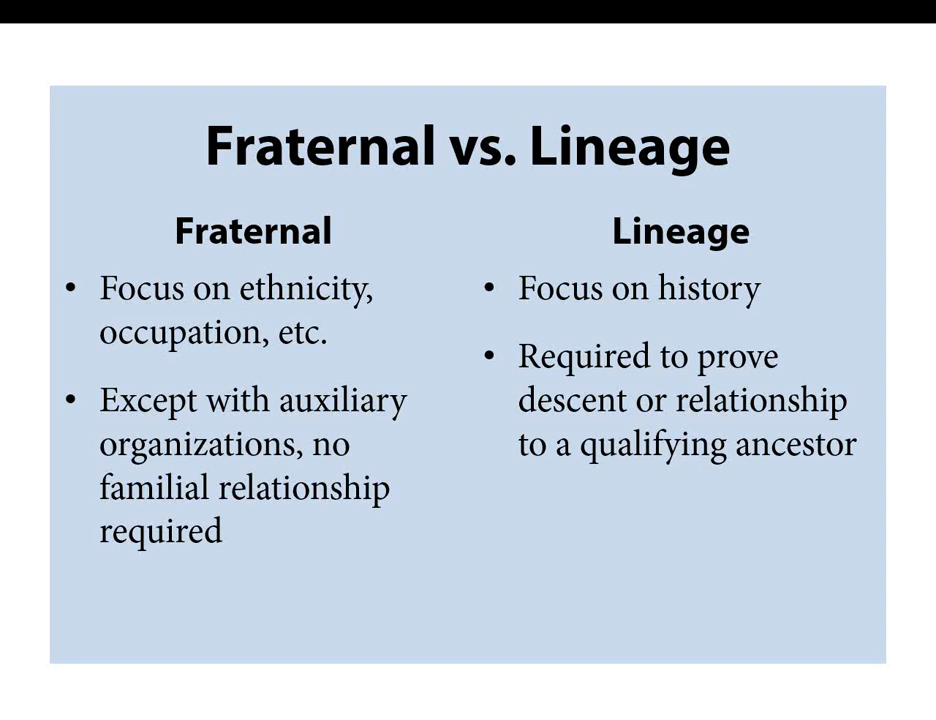 Fraternal vs. Lineage
Fraternal
• Focus on ethnicity,
occupation, etc.
• Except with auxiliary
organizations, no
familial relationship
required
Lineage
• Focus on history
• Required to prove
descent or relationship
to a qualifying ancestor